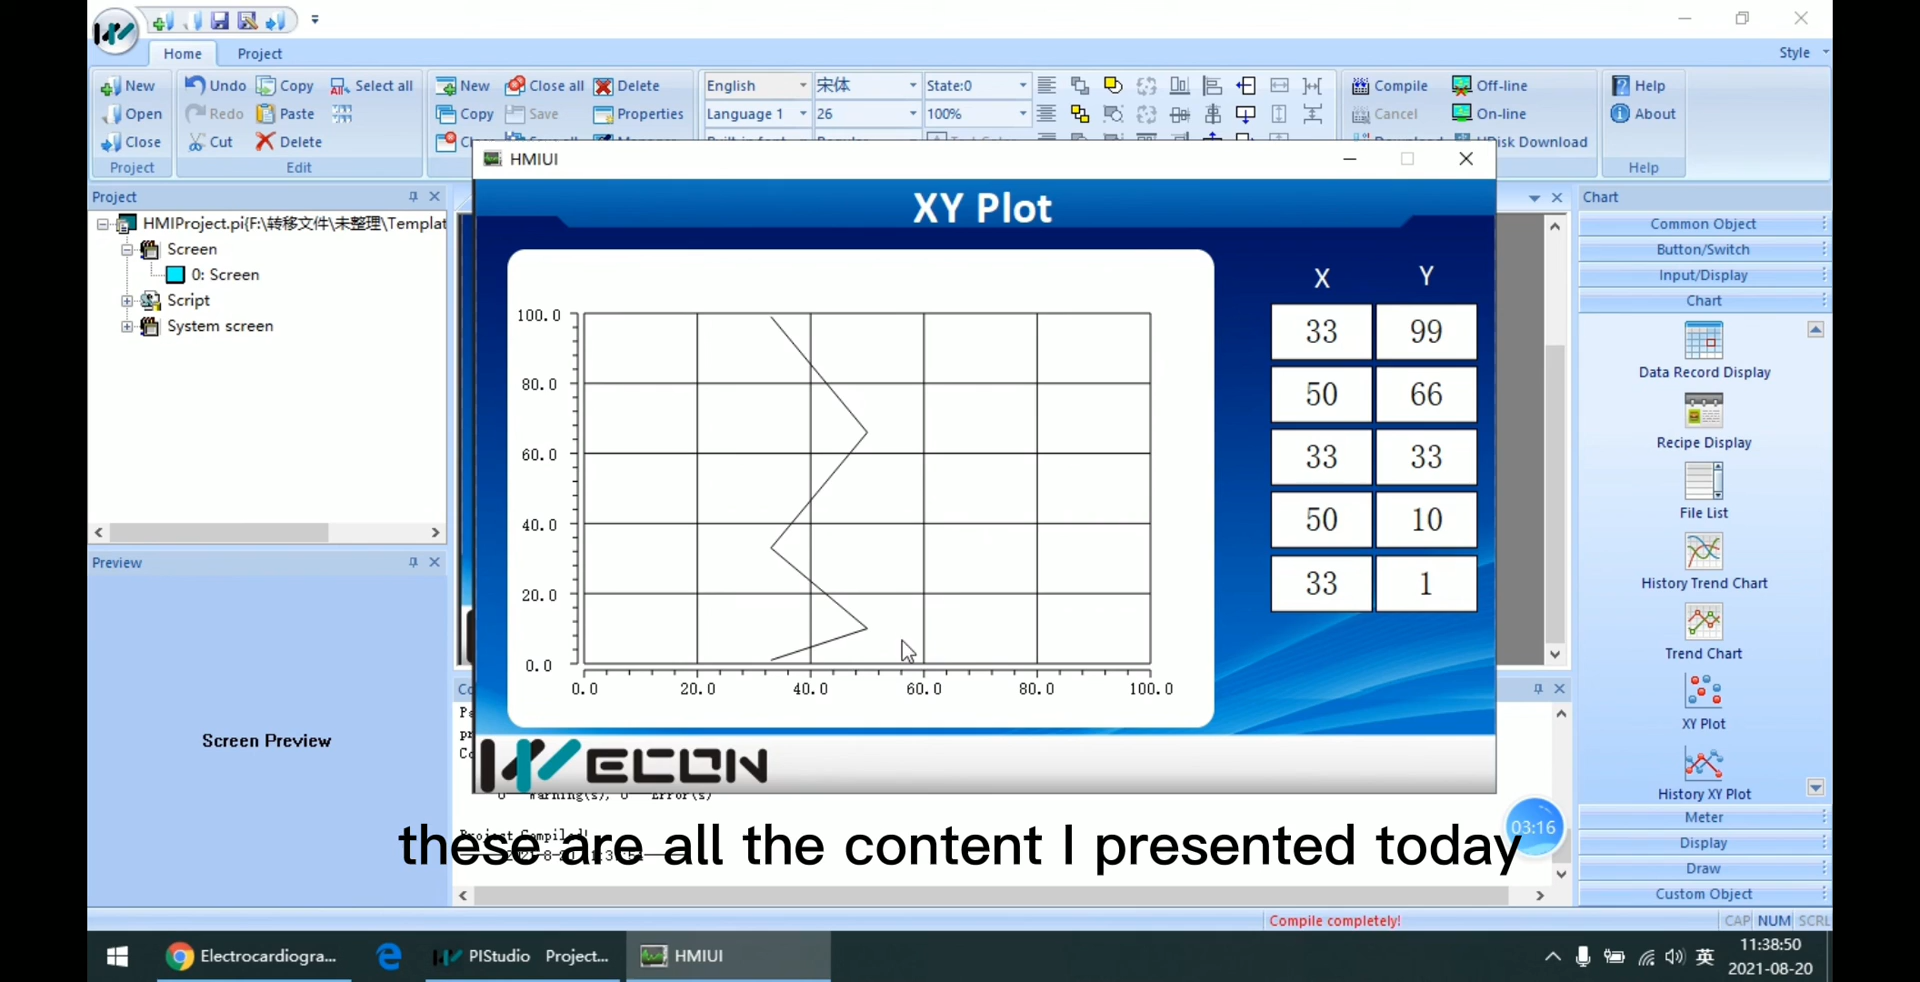 Home Project Style
New Undo Copy Select all New Close all Delete English 宋体 State:0 Compile Off-line Help
Open Redo Paste Copy Save Properties Language 1 26 100% Cancel On-line About
Close Cut Delete Disk Download
Project Edit Help
Project
HMIProject.pi{F:\转移文件\未整理\Templat
Screen
0: Screen
Script
System screen
Preview
Screen Preview
HMIUI
XY Plot
X Y
33 99
50 66
33 33
50 10
33 1
100.0
80.0
60.0
40.0
20.0
0.0
0.0 20.0 40.0 60.0 80.0 100.0
WECON
Project Compiled!
these are all the content I presented today
03:16
Chart
Common Object
Button/Switch
Input/Display
Chart
Data Record Display
Recipe Display
File List
History Trend Chart
Trend Chart
XY Plot
History XY Plot
Meter
Display
Draw
Custom Object
Compile completely! CAP NUM SCRL
Electrocardiogra... PIStudio Project... HMIUI 英 11:38:50
2021-08-20